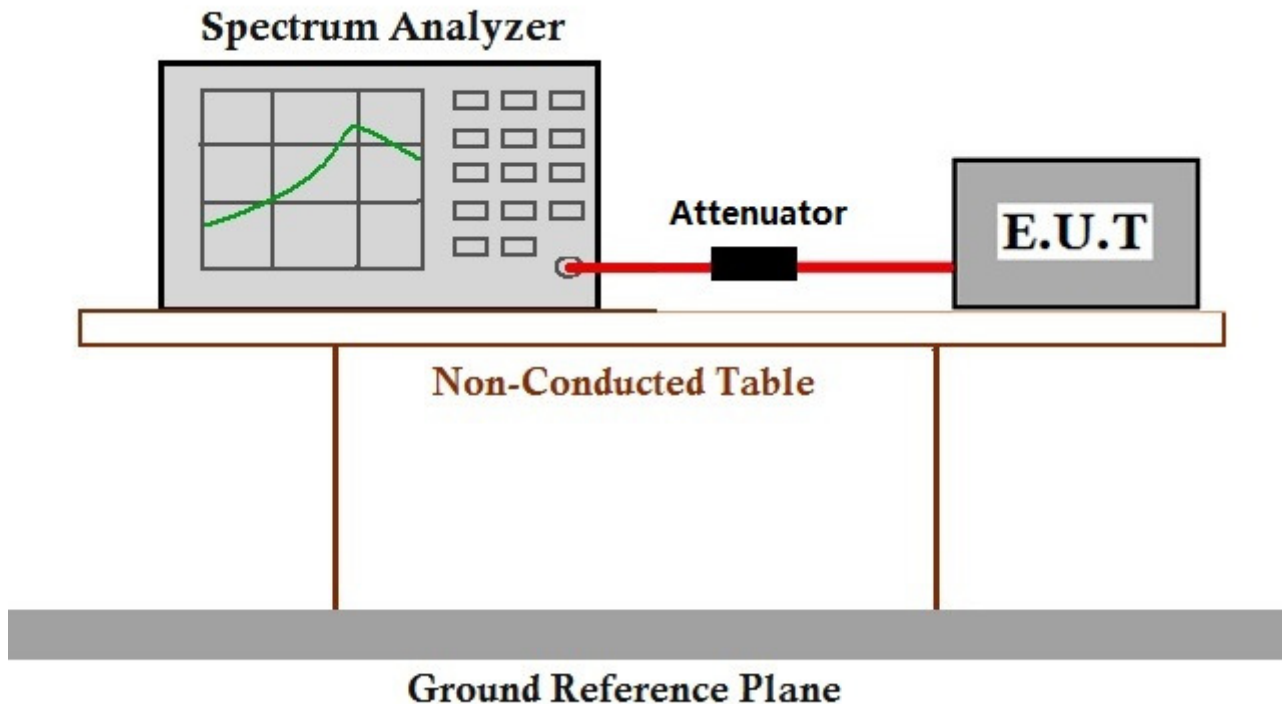 Spectrum Analyzer
Attenuator
E.U.T
Non-Conducted Table
Ground Reference Plane